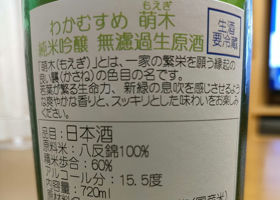 もえぎ
わかむすめ 萌木
純米吟醸 無濾過生原酒
生酒
要冷蔵
「萌木(もえぎ)」とは、一家の繁栄を願う縁起の
良い襲(かさね)の色目の名です。
若葉が繁る生命力、新緑の息吹を感じさせるよう
な爽やかな香りと、スッキリとした味わいをお楽しみ
ください。
品目:日本酒
原料米:八反錦100%
精米歩合:60%
アルコール分:15.5度
内容量:720ml